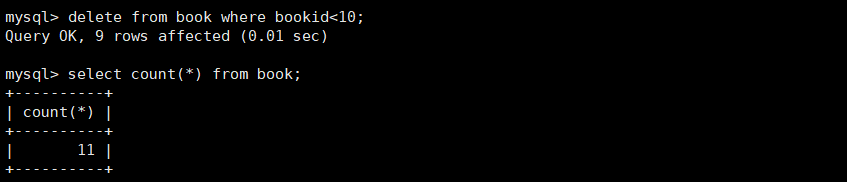 mysql> delete from book where bookid<10;
Query OK, 9 rows affected (0.01 sec)

mysql> select count(*) from book;
+----------+
| count(*) |
+----------+
|       11 |
+----------+